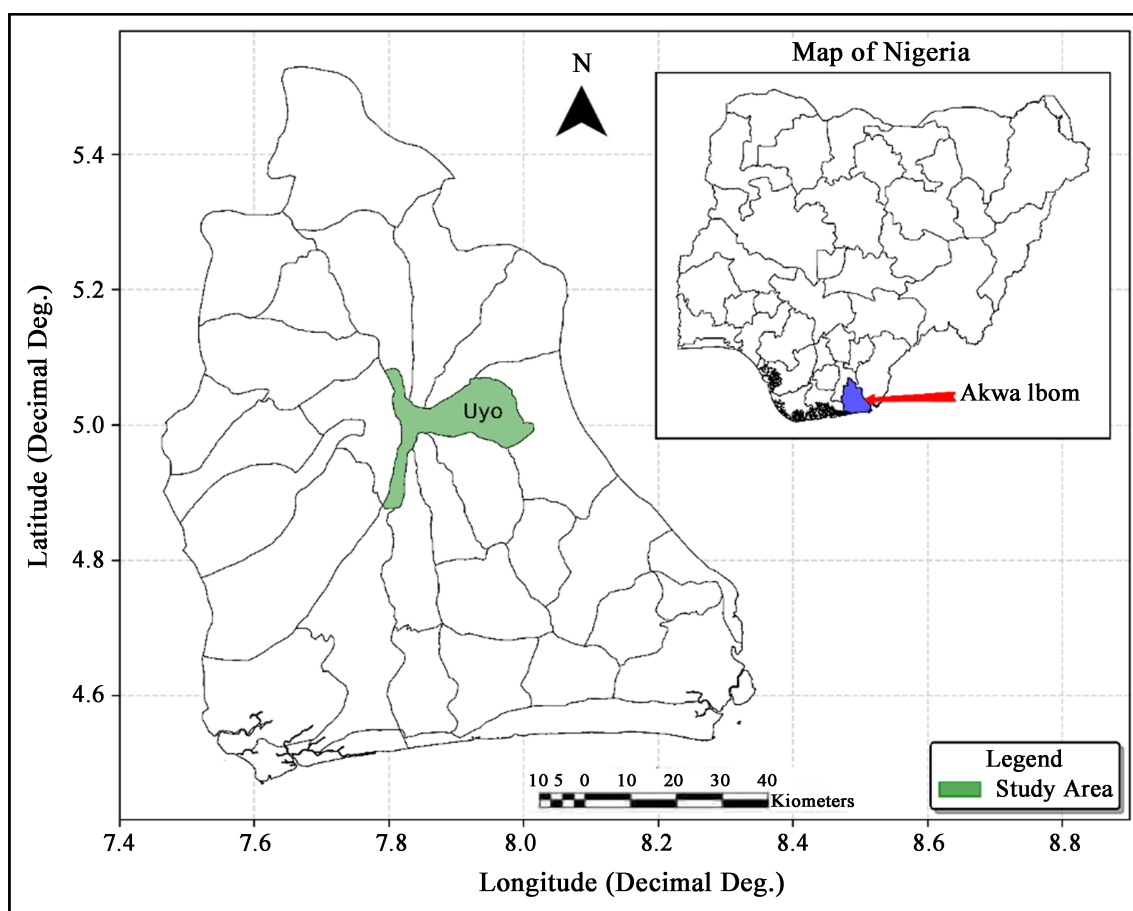 Map of Nigeria
N
Akwa lbom
Uyo
5.4
5.2
5.0
4.8
4.6
Latitude (Decimal Deg.)
10 5 0 10 20 30 40
Kiometers
Legend
Study Area
7.4 7.6 7.8 8.0 8.2 8.4 8.6 8.8
Longitude (Decimal Deg.)